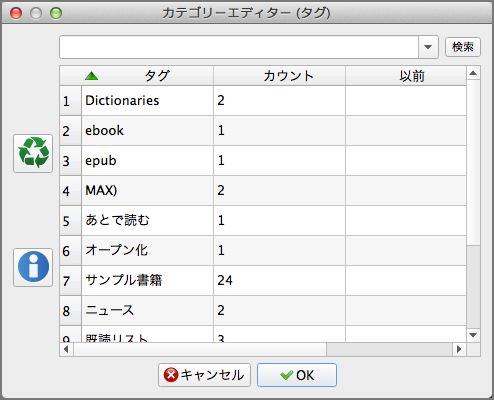 カテゴリーエディター (タグ)
検索
タグ カウント 以前
1 Dictionaries 2
2 ebook 1
3 epub 1
4 MAX) 2
5 あとで読む 1
6 オープン化 1
7 サンプル書籍 24
8 ニュース 2
9 既読リスト 3
キャンセル OK